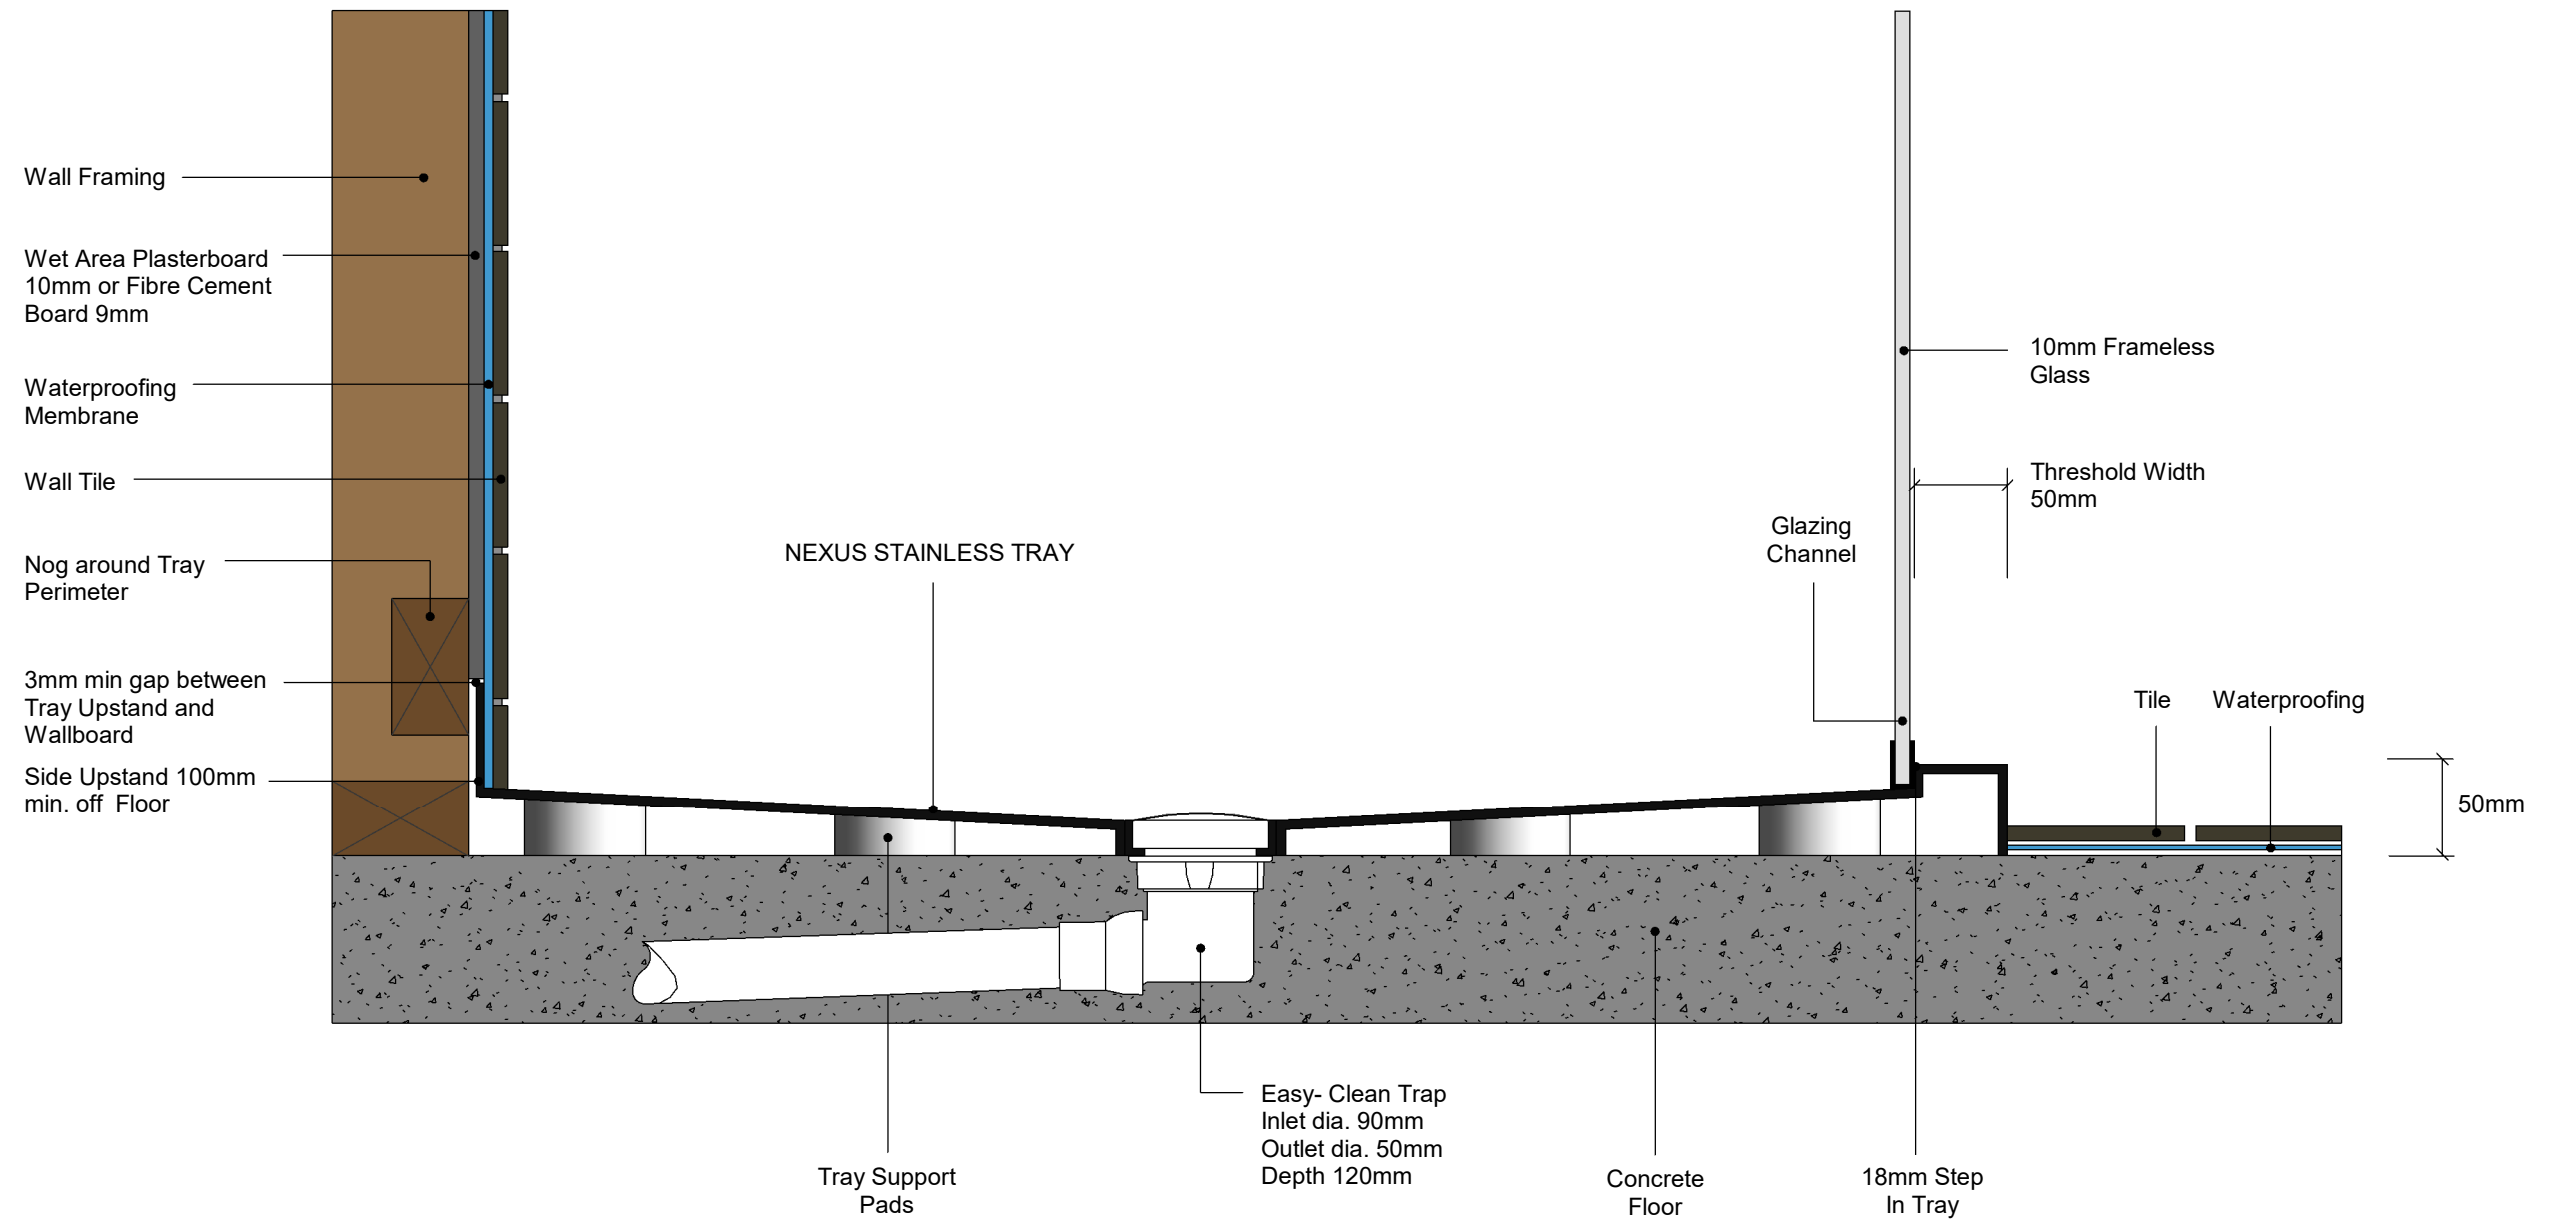 Wall Framing
Wet Area Plasterboard
10mm or Fibre Cement
Board 9mm
Waterproofing
Membrane
Wall Tile
Nog around Tray
Perimeter
3mm min gap between
Tray Upstand and
Wallboard
Side Upstand 100mm
min. off Floor
NEXUS STAINLESS TRAY
Glazing
Channel
10mm Frameless
Glass
Threshold Width
50mm
Tile
Waterproofing
50mm
Tray Support
Pads
Easy- Clean Trap
Inlet dia. 90mm
Outlet dia. 50mm
Depth 120mm
Concrete
Floor
18mm Step
In Tray